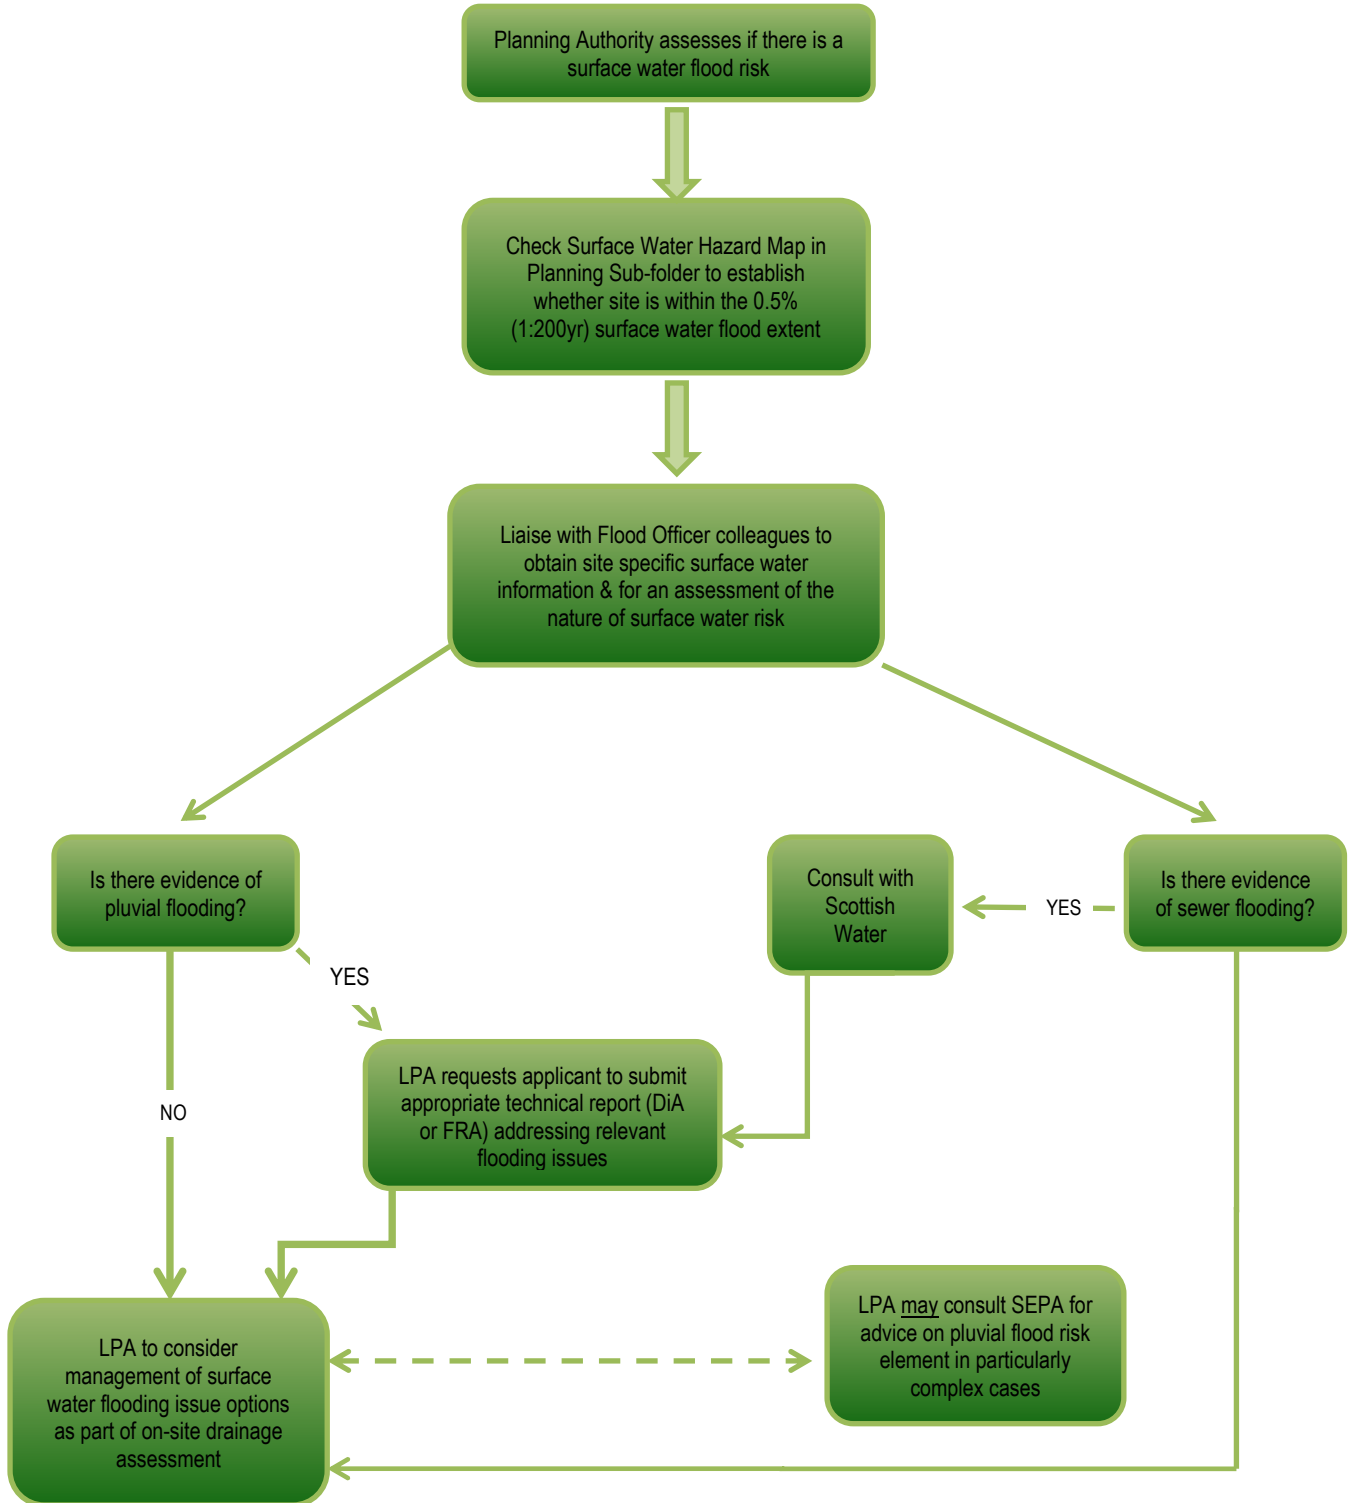 Planning Authority assesses if there is a
surface water flood risk
Check Surface Water Hazard Map in
Planning Sub-folder to establish
whether site is within the 0.5%
(1:200yr) surface water flood extent
Liaise with Flood Officer colleagues to
obtain site specific surface water
information & for an assessment of the
nature of surface water risk
Is there evidence of
pluvial flooding?
Consult with
Scottish
Water
YES
Is there evidence
of sewer flooding?
YES
LPA requests applicant to submit
appropriate technical report (DiA
or FRA) addressing relevant
flooding issues
NO
LPA to consider
management of surface
water flooding issue options
as part of on-site drainage
assessment
LPA may consult SEPA for
advice on pluvial flood risk
element in particularly
complex cases